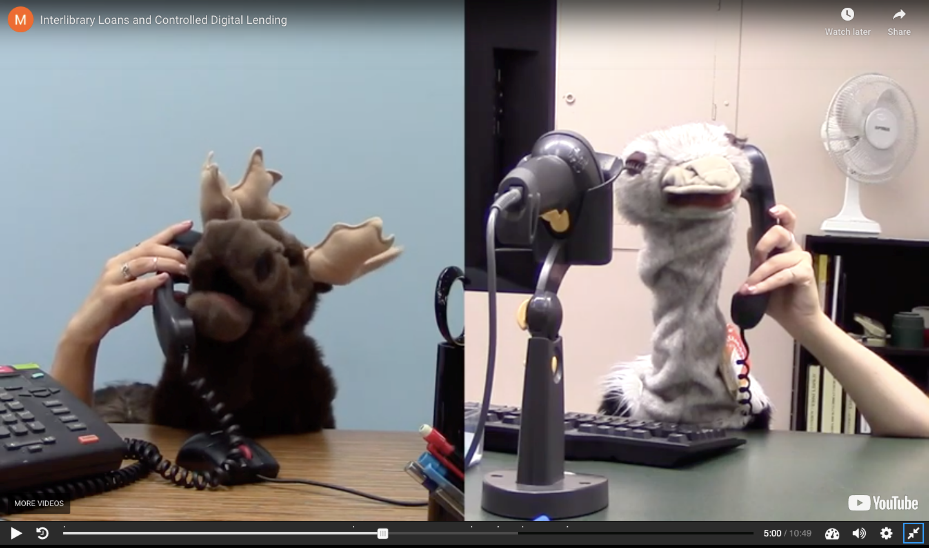 M
Interlibrary Loans and Controlled Digital Lending
Watch later
Share
MORE VIDEOS
YouTube
5:00 / 10:49